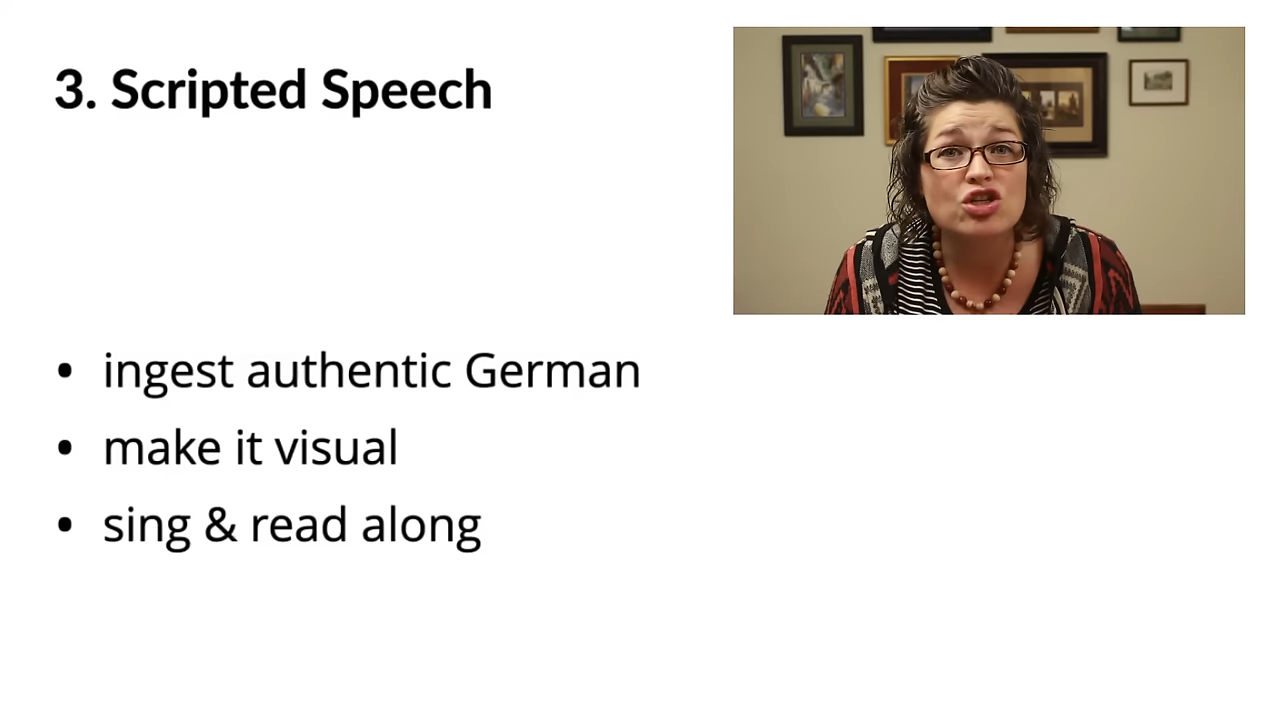 3. Scripted Speech
• ingest authentic German
• make it visual
• sing & read along